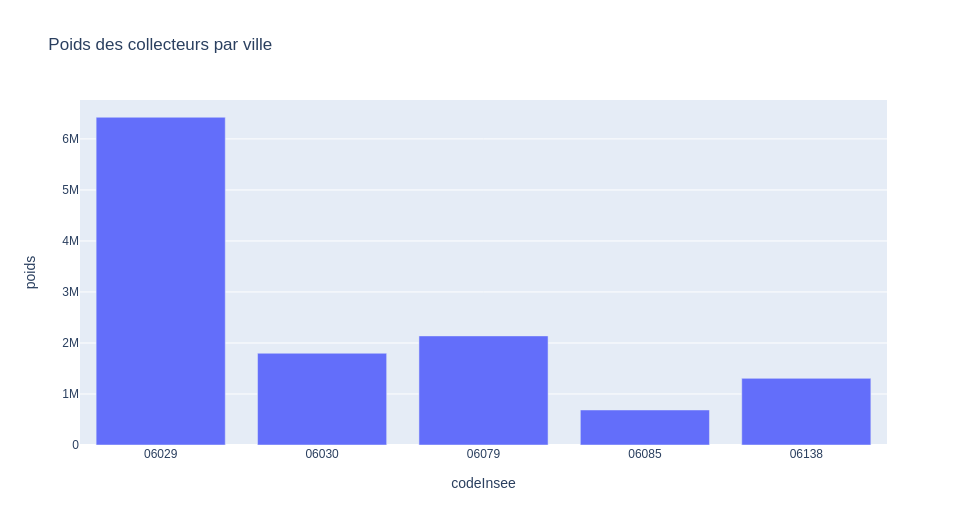 Poids des collecteurs par ville
6M
5M
4M
3M
2M
1M
0
poids
06029 06030 06079 06085 06138
codeInsee